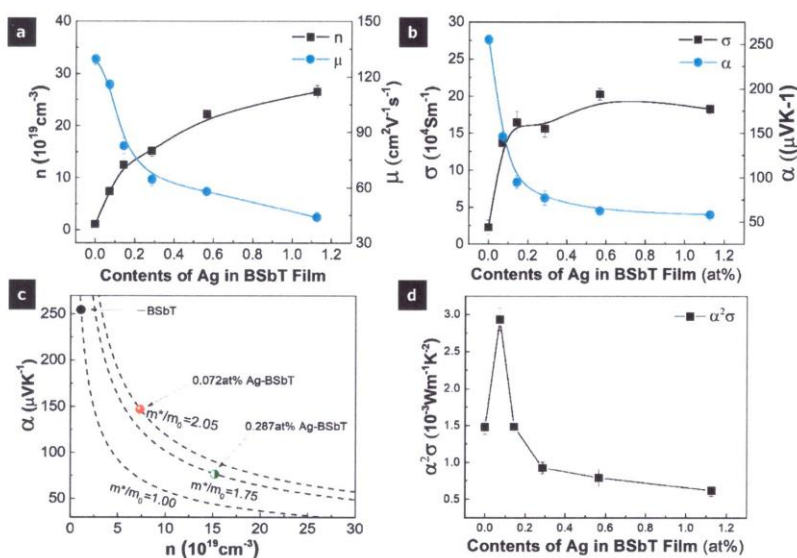 a
n
μ
n (10¹⁹cm⁻³)
40
30
20
10
0
μ (cm²V⁻¹s⁻¹)
150
120
90
60
30
0.0 0.2 0.4 0.6 0.8 1.0 1.2
Contents of Ag in BSbT Film
b
σ
α
σ (10⁴Sm⁻¹)
30
25
20
15
10
5
0
α ((μVK-1)
250
200
150
100
50
0.0 0.2 0.4 0.6 0.8 1.0 1.2
Contents of Ag in BSbT Film (at%)
c
BSbT
0.072at% Ag-BSbT
0.287at% Ag-BSbT
m*/m₀=2.05
m*/m₀=1.75
m*/m₀=1.00
α (μVK⁻¹)
250
200
150
100
50
0 5 10 15 20 25 30
n (10¹⁹cm⁻³)
d
α²σ
α²σ (10⁻³Wm⁻¹K⁻²)
3.0
2.5
2.0
1.5
1.0
0.5
0.0 0.2 0.4 0.6 0.8 1.0 1.2
Contents of Ag in BSbT Film (at%)